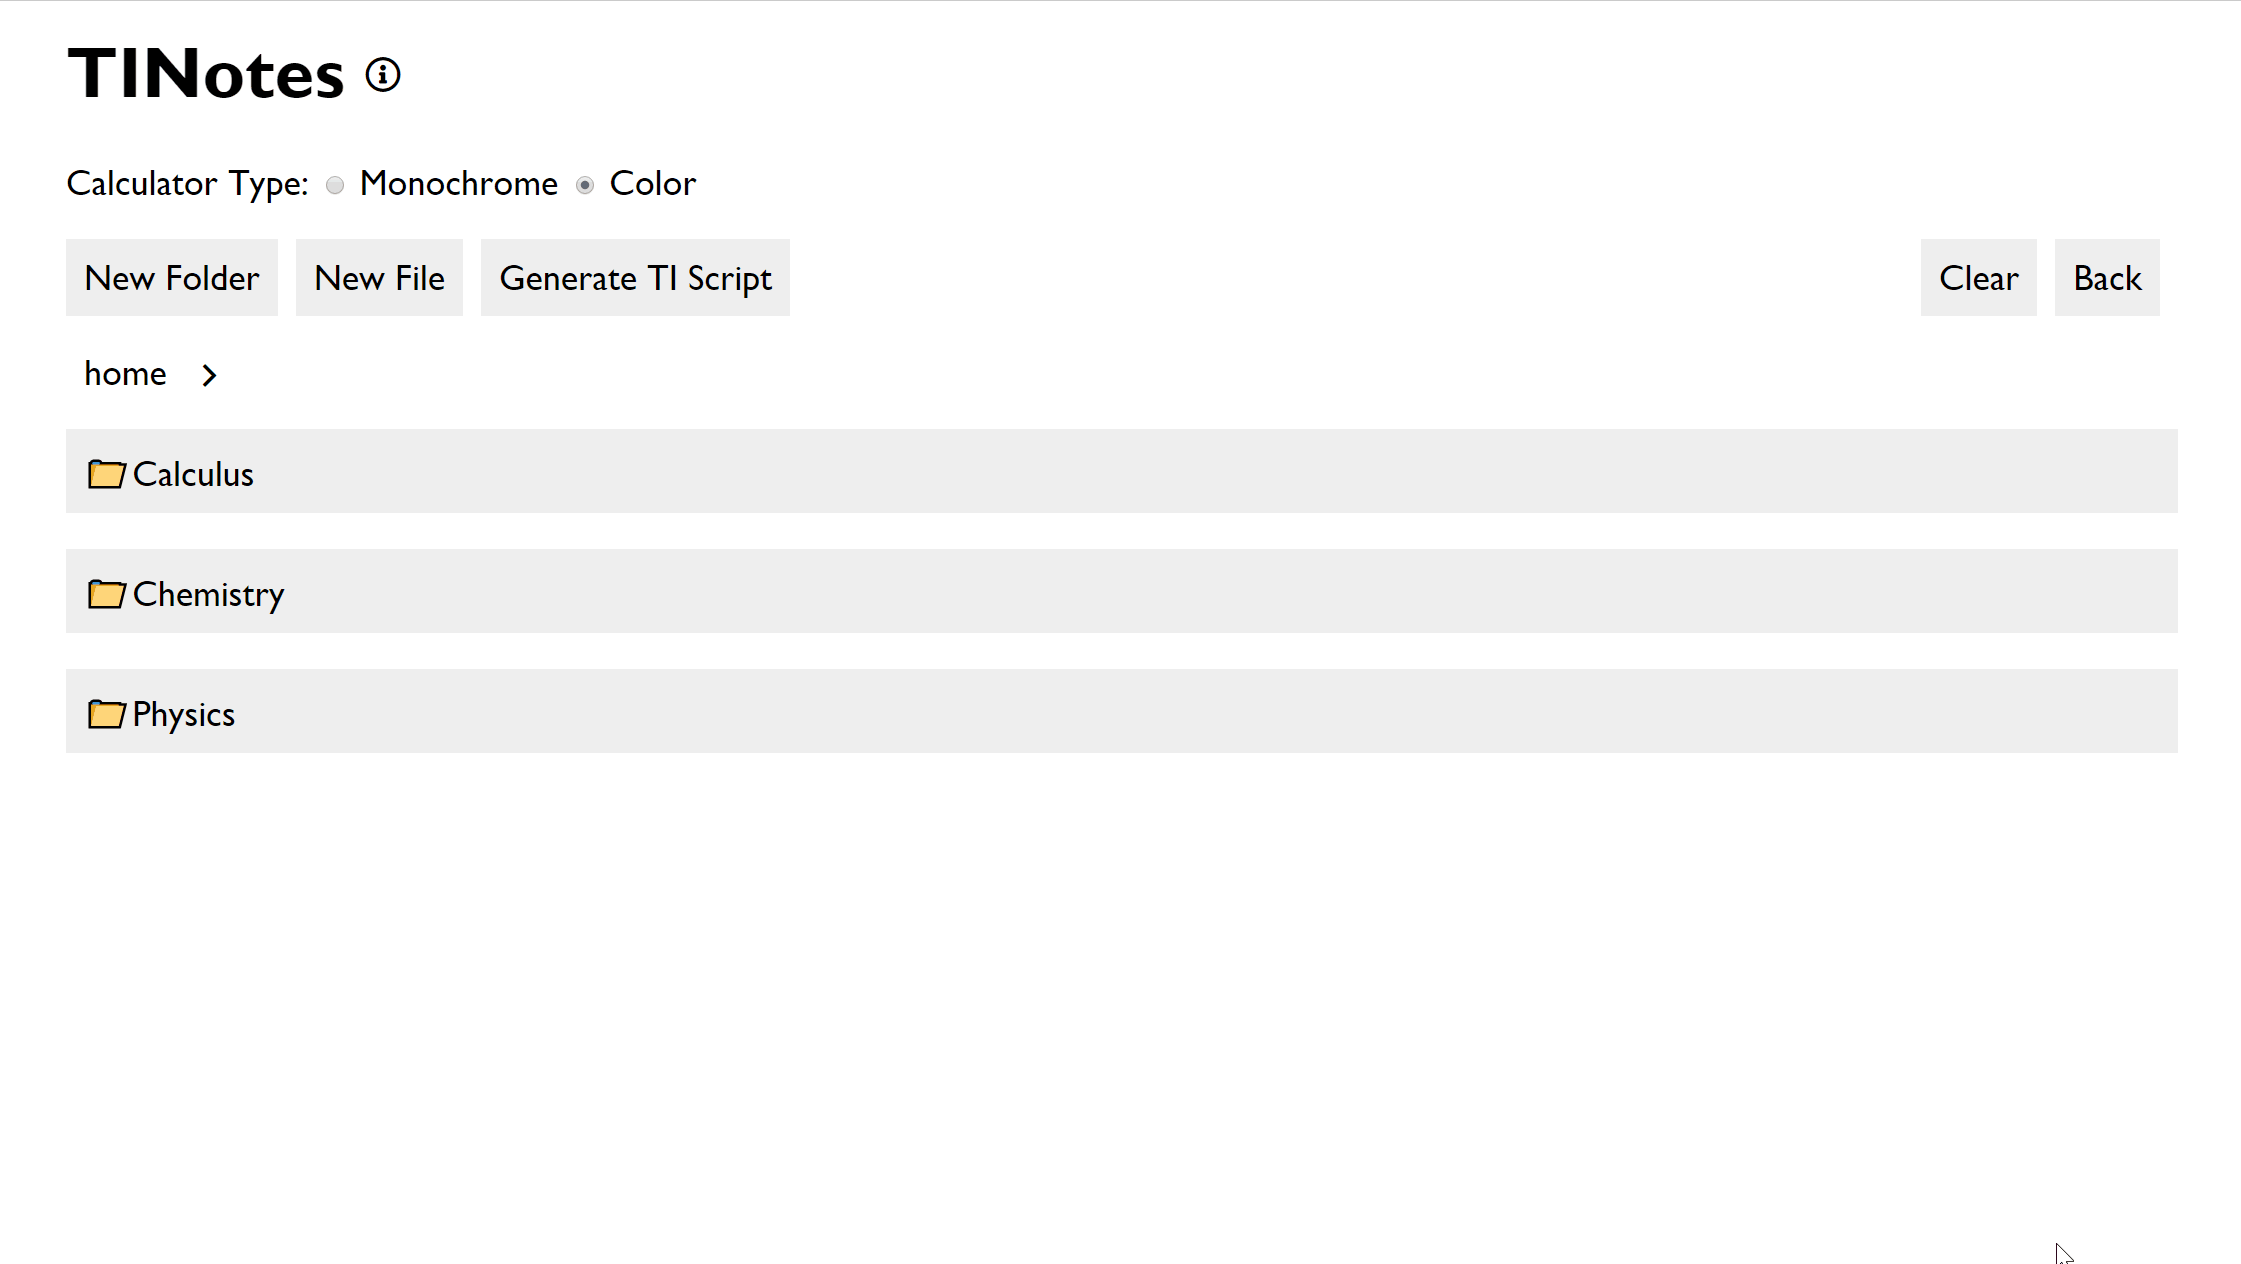 TINotes
Calculator Type: Monochrome Color
New Folder New File Generate TI Script Clear Back
home
Calculus
Chemistry
Physics